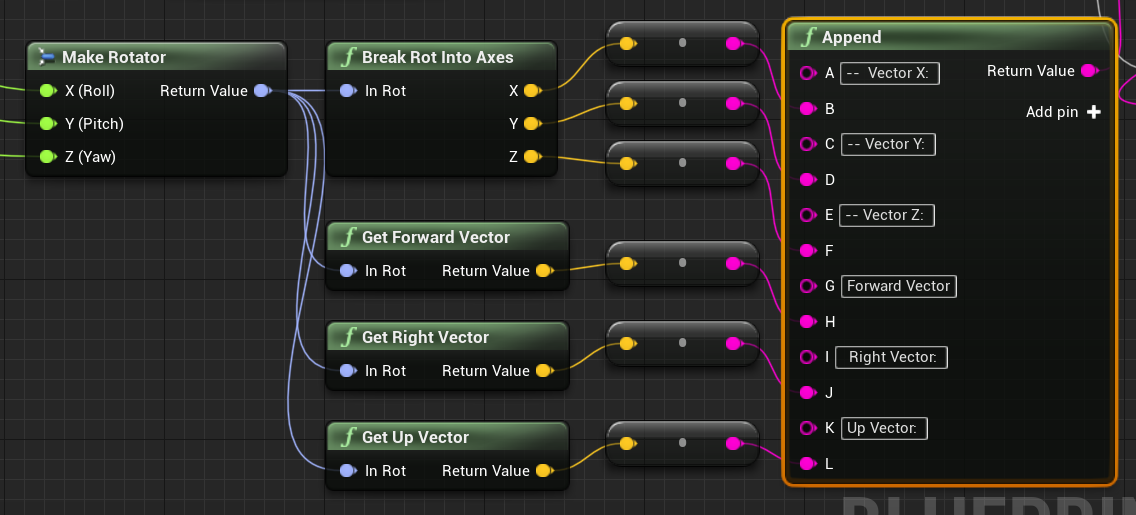 Make Rotator
X (Roll)
Return Value
Y (Pitch)
Z (Yaw)
Break Rot Into Axes
In Rot
X
Y
Z
Get Forward Vector
In Rot
Return Value
Get Right Vector
In Rot
Return Value
Get Up Vector
In Rot
Return Value
Append
A -- Vector X:
Return Value
B
Add pin
C -- Vector Y:
D
E -- Vector Z:
F
G Forward Vector
H
I Right Vector:
J
K Up Vector:
L